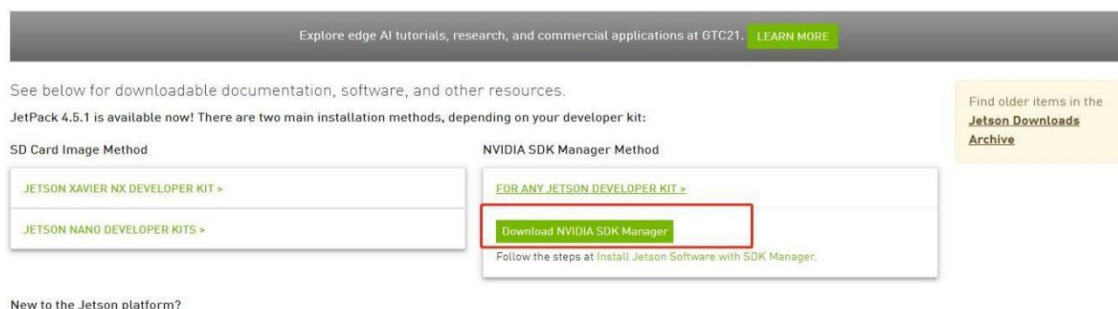 Explore edge AI tutorials, research, and commercial applications at GTC21. LEARN MORE
See below for downloadable documentation, software, and other resources.
JetPack 4.5.1 is available now! There are two main installation methods, depending on your developer kit:
SD Card Image Method
JETSON XAVIER NX DEVELOPER KIT >
JETSON NANO DEVELOPER KITS >
NVIDIA SDK Manager Method
FOR ANY JETSON DEVELOPER KIT >
Download NVIDIA SDK Manager
Follow the steps at Install Jetson Software with SDK Manager.
Find older items in the
Jetson Downloads
Archive
New to the Jetson platform?